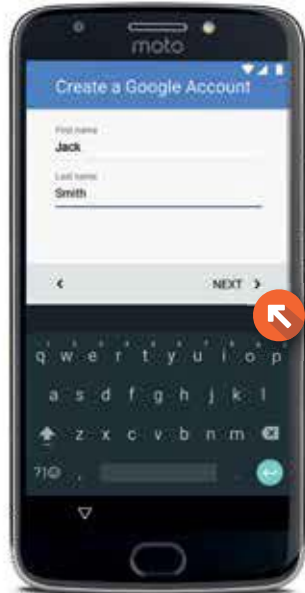 moto
Create a Google Account
First name
Jack
Last name
Smith
NEXT
q w e r t y u i o p
a s d f g h j k l
z x c v b n m
?1☺ , .